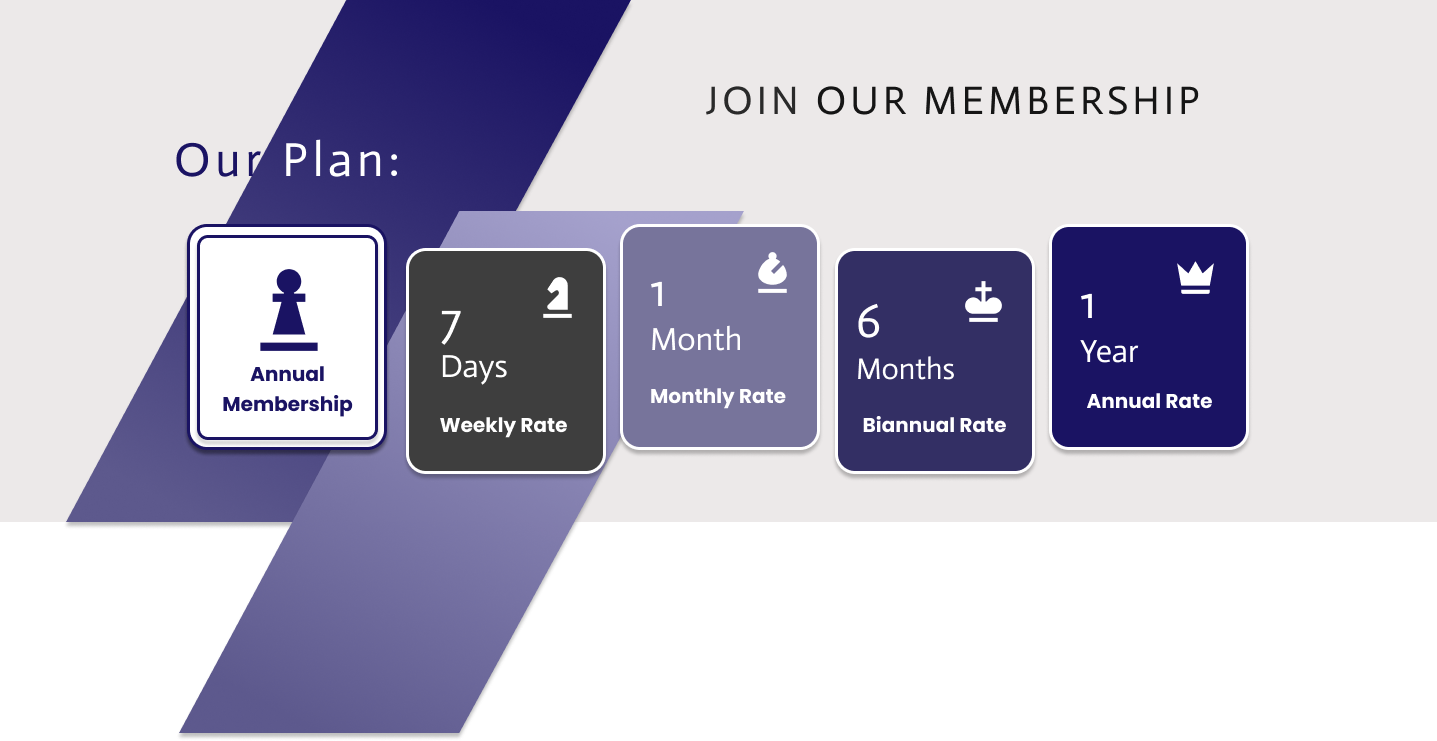 JOIN OUR MEMBERSHIP
Our Plan:
Annual
Membership
7
Days
Weekly Rate
1
Month
Monthly Rate
6
Months
Biannual Rate
1
Year
Annual Rate